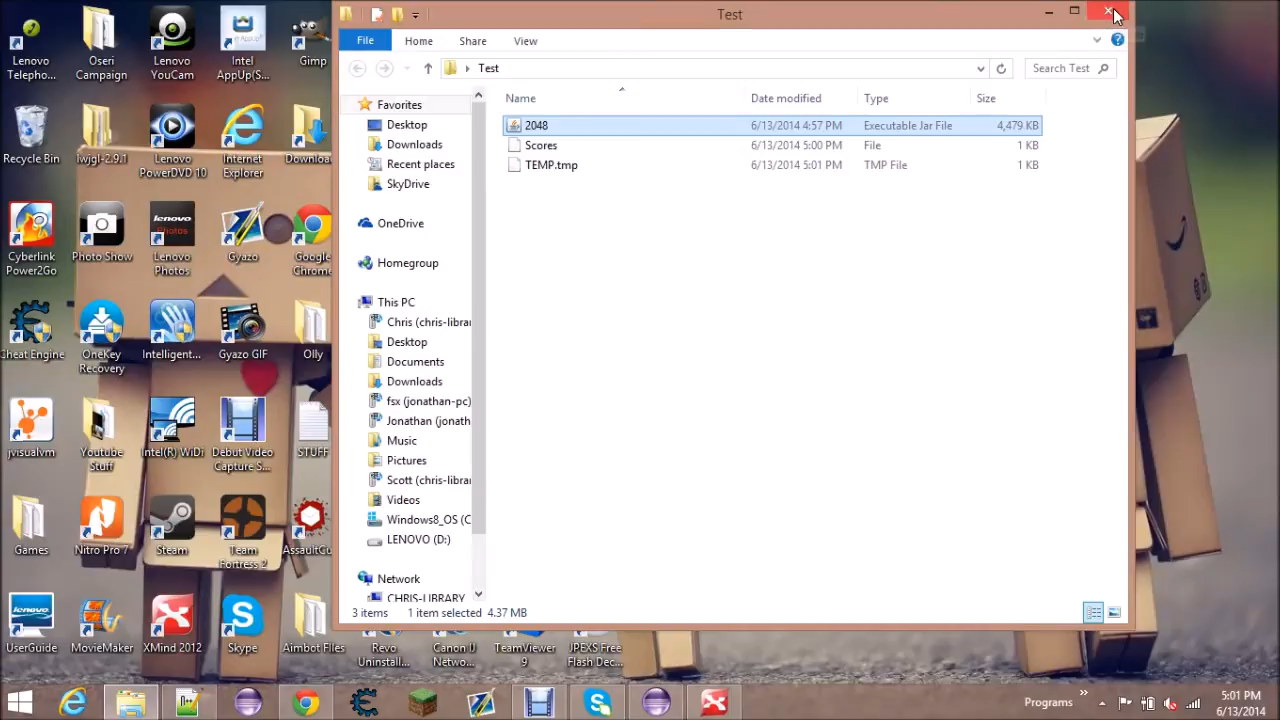 Test
File
Home
Share
View
Test
Search Test
Name
Date modified
Type
Size
2048
6/13/2014 4:57 PM
Executable Jar File
4,479 KB
Scores
6/13/2014 5:00 PM
File
1 KB
TEMP.tmp
6/13/2014 5:01 PM
TMP File
1 KB
Favorites
Desktop
Downloads
Recent places
SkyDrive
OneDrive
Homegroup
This PC
Chris (chris-librar
Desktop
Documents
Downloads
fsx (jonathan-pc)
Jonathan (jonath
Music
Pictures
Scott (chris-librar
Videos
Windows8_OS (C
LENOVO (D:)
Network
CHRIS-LIBRARY
3 items
1 item selected 4.37 MB
Lenovo
Telepho...
Oseri
Campaign
Lenovo
YouCam
Intel
AppUp(S...
Gimp
Recycle Bin
lwjgl-2.9.1
Lenovo
PowerDVD 10
Internet
Explorer
Downloa
Cyberlink
Power2Go
Photo Show
lenovo
Photos
Lenovo
Photos
Gyazo
Google
Chrome
Cheat Engine
OneKey
Recovery
Intelligent...
Gyazo GIF
Olly
jvisualvm
Youtube
Stuff
Intel(R) WiDi
Debut Video
Capture S...
STUFF
Games
Nitro Pro 7
Steam
Team
Fortress 2
AssaultCu
lenovo
UserGuide
MovieMaker
XMind 2012
Skype
Aimbot FIles
Revo
Uninstall...
Canon IJ
Netwo...
TeamViewer
9
JPEXS Free
Flash Dec...
Programs
5:01 PM
6/13/2014